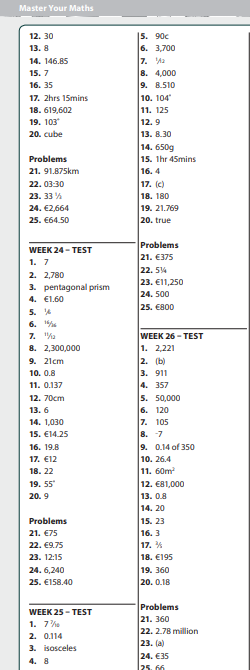 Master Your Maths
12. 30
13. 8
14. 146.85
15. 7
16. 35
17. 2hrs 15mins
18. 619,602
19. 103°
20. cube
Problems
21. 91.875km
22. 03:30
23. 33 ⅓
24. €2,664
25. €64.50
WEEK 24 – TEST
1. 7
2. 2,780
3. pentagonal prism
4. €1.60
5. ⅙
6.
7. 11/12
8. 2,300,000
9. 21cm
10. 0.8
11. 0.137
12. 70cm
13. 6
14. 1,030
15. €14.25
16. 19.8
17. €12
18. 22
19. 55°
20. 9
Problems
21. €75
22. €9.75
23. 12:15
24. 6,240
25. €158.40
WEEK 25 – TEST
1. 7
2. 0.114
3. isosceles
4. 8
5. 90c
6. 3,700
7. 1/12
8. 4,000
9. 8.510
10. 104°
11. 125
12. 9
13. 8.30
14. 650g
15. 1hr 45mins
16. 4
17. (c)
18. 180
19. 21.769
20. true
Problems
21. €375
22. 5¼
23. €11,250
24. 500
25. €800
WEEK 26 – TEST
1. 2,221
2. (b)
3. 911
4. 357
5. 50,000
6. 120
7. 105
8. -7
9. 0.14 of 350
10. 26.4
11. 60m²
12. €81,000
13. 0.8
14. 20
15. 23
16. 3
17.
18. €195
19. 360
20. 0.18
Problems
21. 360
22. 2.78 million
23. (a)
24. €35
25. 66